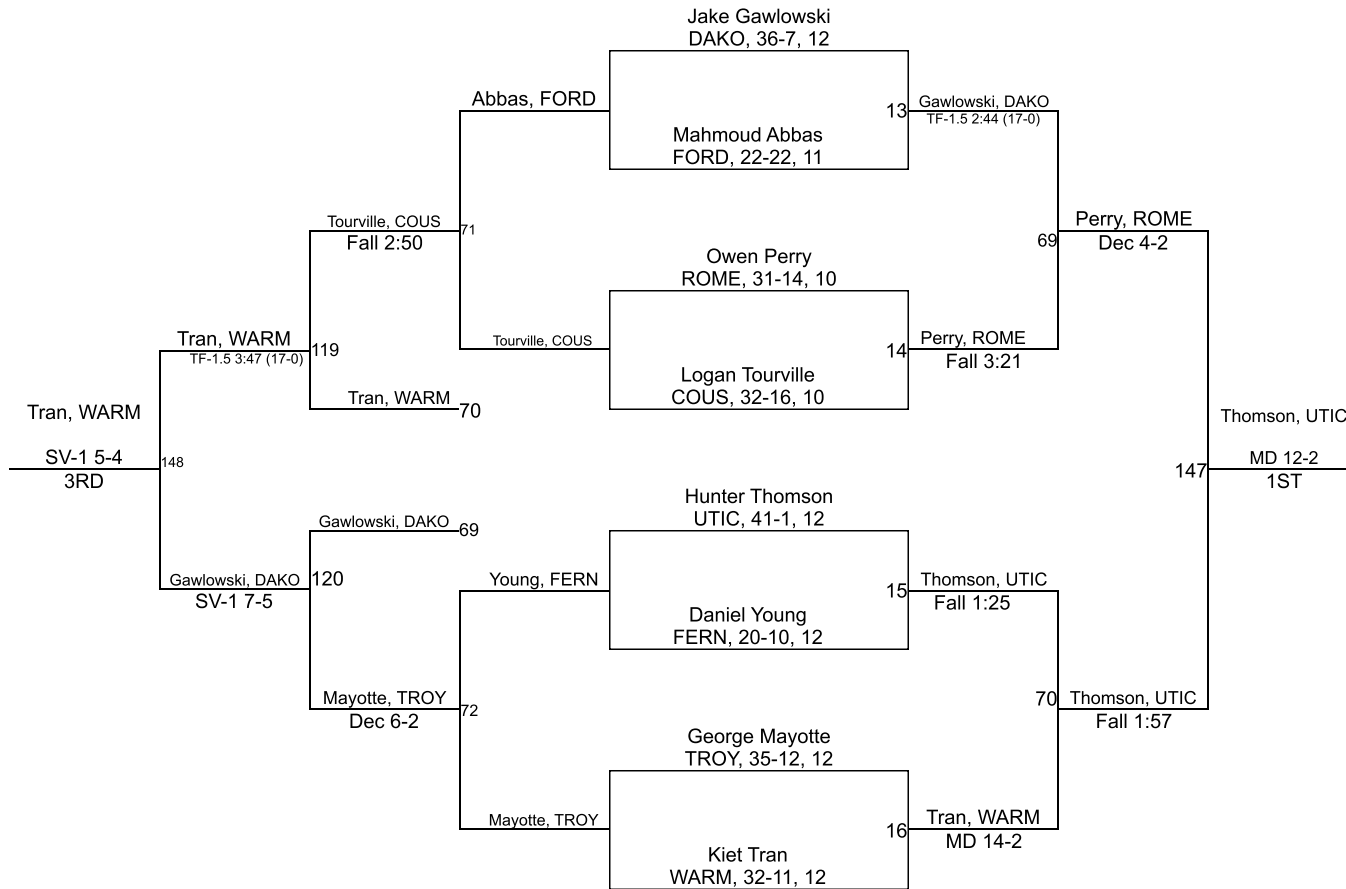 Jake Gawlowski
DAKO, 36-7, 12
Abbas, FORD
13
Gawlowski, DAKO
TF-1.5 2:44 (17-0)
Mahmoud Abbas
FORD, 22-22, 11
Tourville, COUS
Fall 2:50
71
69
Perry, ROME
Dec 4-2
Owen Perry
ROME, 31-14, 10
Tran, WARM
TF-1.5 3:47 (17-0)
119
Tourville, COUS
14
Perry, ROME
Fall 3:21
Logan Tourville
COUS, 32-16, 10
Tran, WARM
70
Tran, WARM
SV-1 5-4
3RD
148
147
Thomson, UTIC
MD 12-2
1ST
Hunter Thomson
UTIC, 41-1, 12
Gawlowski, DAKO
69
Gawlowski, DAKO
SV-1 7-5
120
Young, FERN
15
Thomson, UTIC
Fall 1:25
Daniel Young
FERN, 20-10, 12
Mayotte, TROY
Dec 6-2
72
70
Thomson, UTIC
Fall 1:57
George Mayotte
TROY, 35-12, 12
Mayotte, TROY
16
Tran, WARM
MD 14-2
Kiet Tran
WARM, 32-11, 12